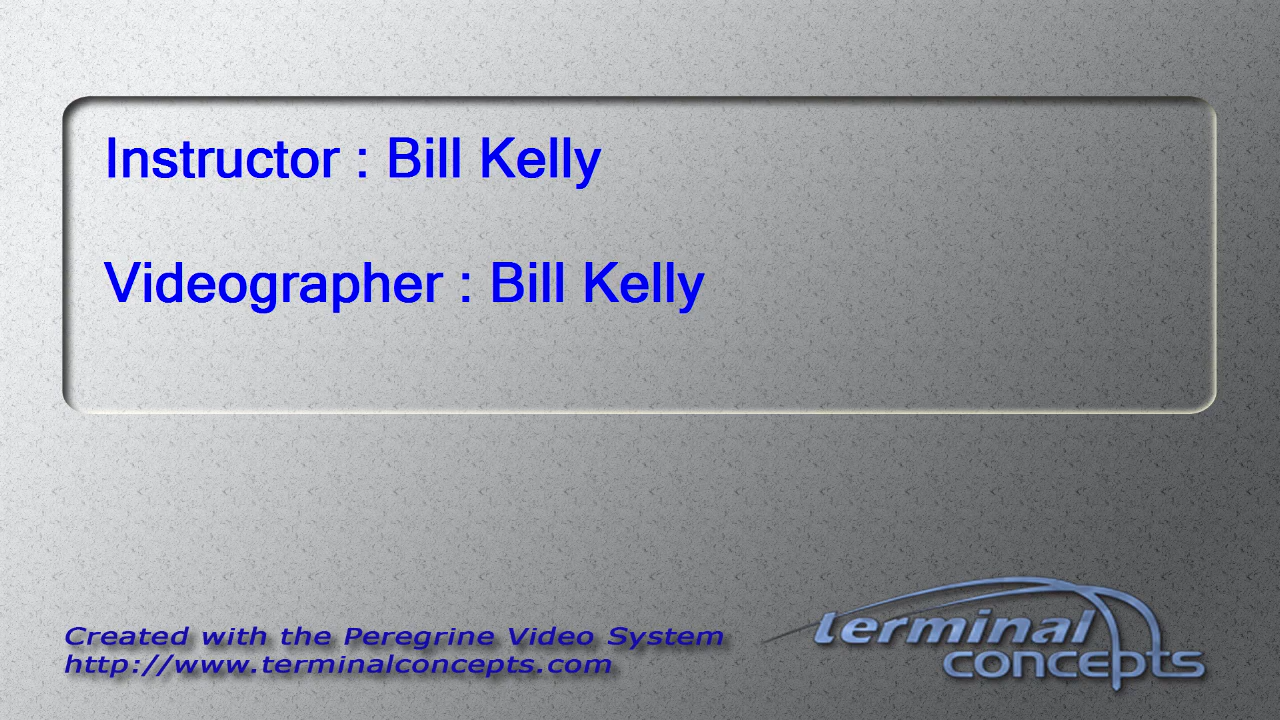 Instructor : Bill Kelly
Videographer : Bill Kelly
Created with the Peregrine Video System
http://www.terminalconcepts.com
terminal
concepts